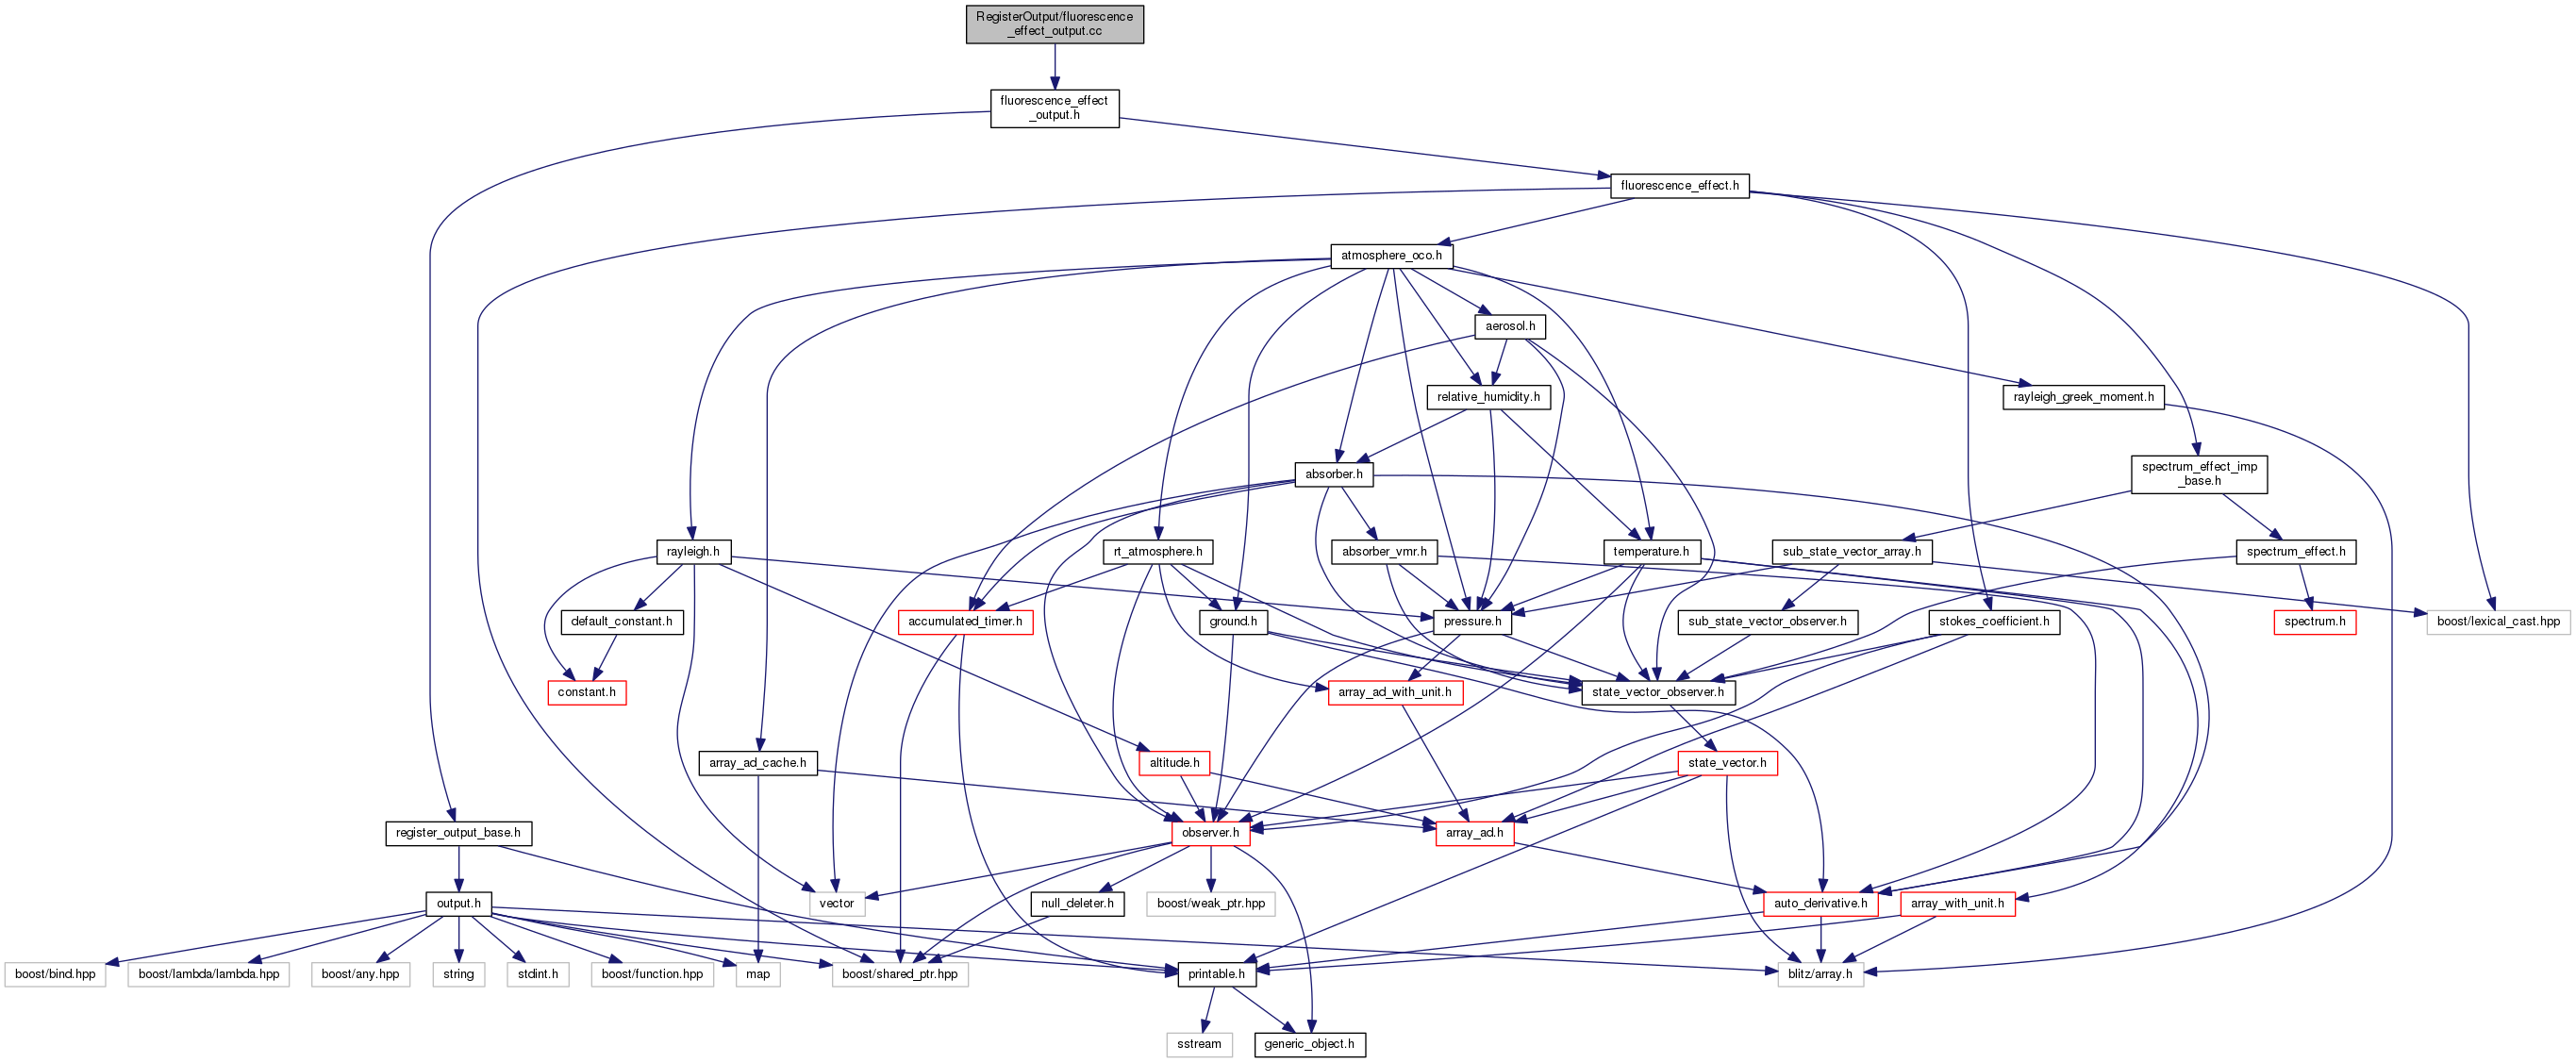 RegisterOutput/fluorescence
_effect_output.cc
fluorescence_effect
_output.h
fluorescence_effect.h
atmosphere_oco.h
aerosol.h
relative_humidity.h
rayleigh_greek_moment.h
absorber.h
spectrum_effect_imp
_base.h
rayleigh.h
rt_atmosphere.h
absorber_vmr.h
temperature.h
sub_state_vector_array.h
spectrum_effect.h
default_constant.h
accumulated_timer.h
ground.h
pressure.h
sub_state_vector_observer.h
stokes_coefficient.h
spectrum.h
boost/lexical_cast.hpp
constant.h
array_ad_with_unit.h
state_vector_observer.h
array_ad_cache.h
altitude.h
state_vector.h
register_output_base.h
observer.h
array_ad.h
output.h
vector
null_deleter.h
boost/weak_ptr.hpp
auto_derivative.h
array_with_unit.h
boost/bind.hpp
boost/lambda/lambda.hpp
boost/any.hpp
string
stdint.h
boost/function.hpp
map
boost/shared_ptr.hpp
printable.h
blitz/array.h
sstream
generic_object.h